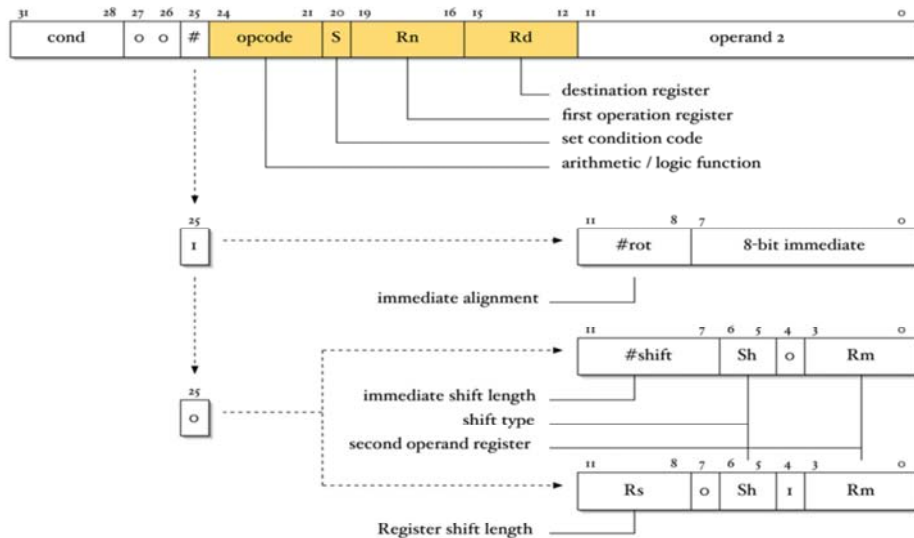 31 28 27 26 25 24 21 20 19 16 15 12 11 0
cond 0 0 # opcode S Rn Rd operand 2
destination register
first operation register
set condition code
arithmetic / logic function
25 11 8 7 0
1 #rot 8-bit immediate
immediate alignment
11 7 6 5 4 3 0
#shift Sh 0 Rm
25
0
immediate shift length
shift type
second operand register
11 8 7 6 5 4 3 0
Rs 0 Sh 1 Rm
Register shift length